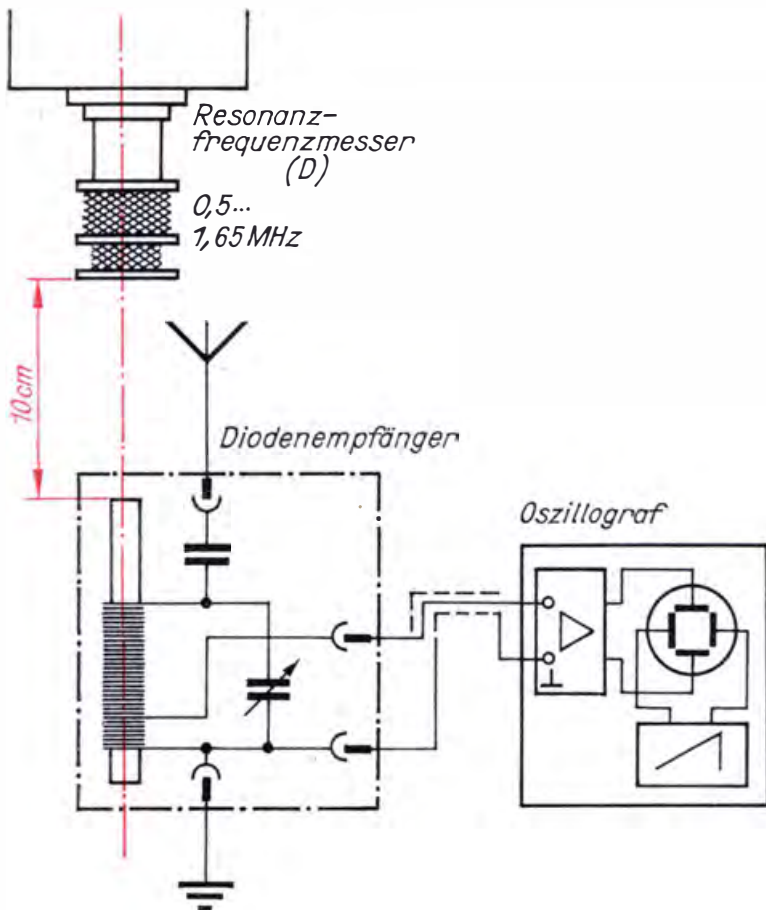 Resonanz-
frequenzmesser
(D)
0,5...
1,65 MHz
10cm
Diodenempfänger
Oszillograf